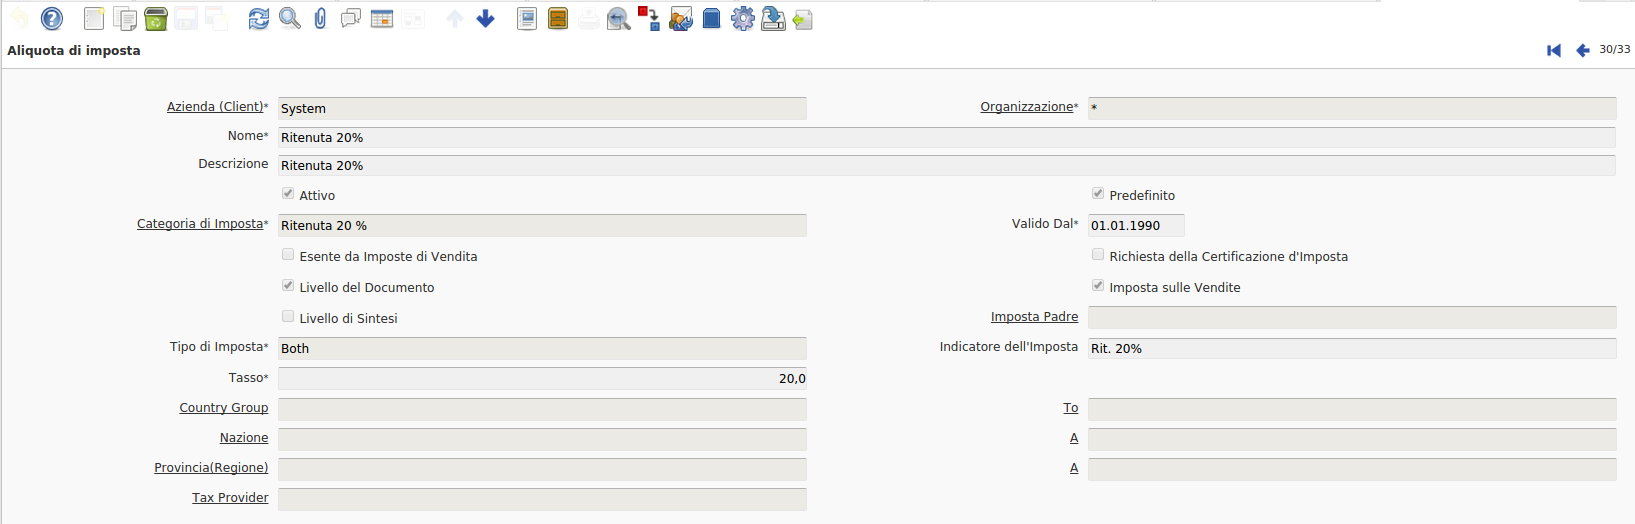 Aliquota di imposta
30/33
Azienda (Client)* System Organizzazione* *
Nome* Ritenuta 20%
Descrizione Ritenuta 20%
Attivo Predefinito
Categoria di Imposta* Ritenuta 20 % Valido Dal* 01.01.1990
Esente da Imposte di Vendita Richiesta della Certificazione d'Imposta
Livello del Documento Imposta sulle Vendite
Livello di Sintesi Imposta Padre
Tipo di Imposta* Both Indicatore dell'Imposta Rit. 20%
Tasso* 20,0
Country Group To
Nazione A
Provincia(Regione) A
Tax Provider